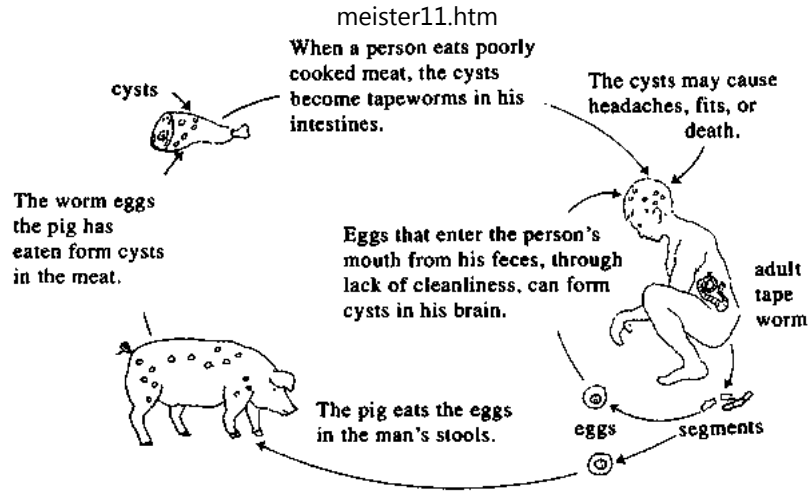 meister11.htm
When a person eats poorly
cooked meat, the cysts
become tapeworms in his
intestines.
cysts
The cysts may cause
headaches, fits, or
death.
The worm eggs
the pig has
eaten form cysts
in the meat.
Eggs that enter the person's
mouth from his feces, through
lack of cleanliness, can form
cysts in his brain.
adult
tape
worm
The pig eats the eggs
in the man's stools.
eggs
segments